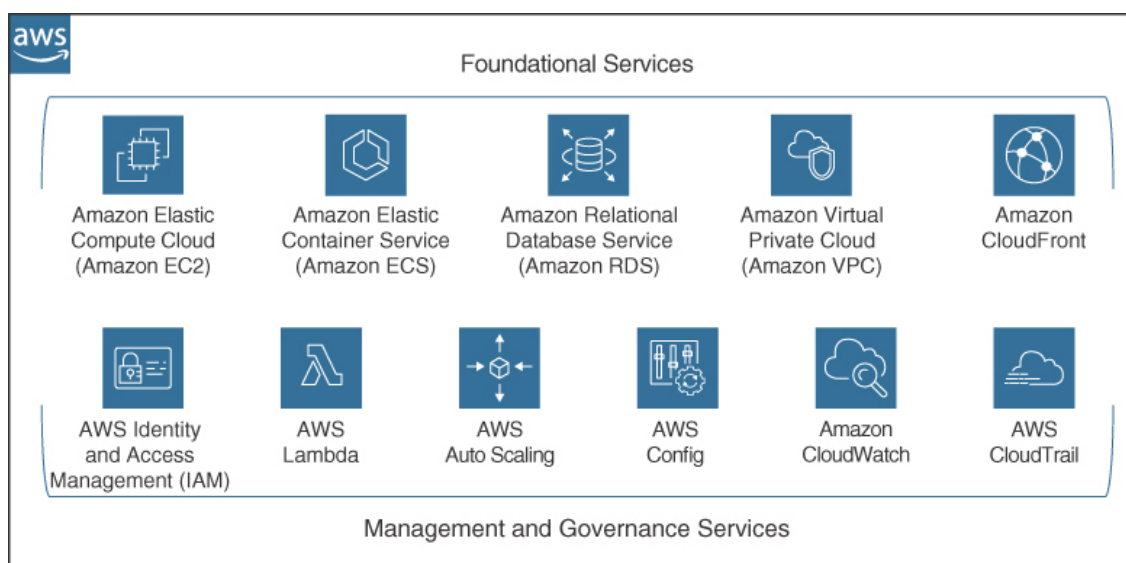 aws
Foundational Services
Amazon Elastic
Compute Cloud
(Amazon EC2)
Amazon Elastic
Container Service
(Amazon ECS)
Amazon Relational
Database Service
(Amazon RDS)
Amazon Virtual
Private Cloud
(Amazon VPC)
Amazon
CloudFront
AWS Identity
and Access
Management (IAM)
AWS
Lambda
AWS
Auto Scaling
AWS
Config
Amazon
CloudWatch
AWS
CloudTrail
Management and Governance Services